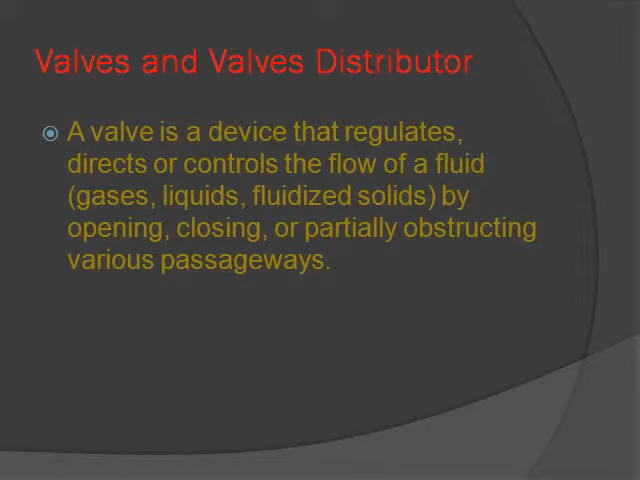 Valves and Valves Distributor
A valve is a device that regulates,
directs or controls the flow of a fluid
(gases, liquids, fluidized solids) by
opening, closing, or partially obstructing
various passageways.